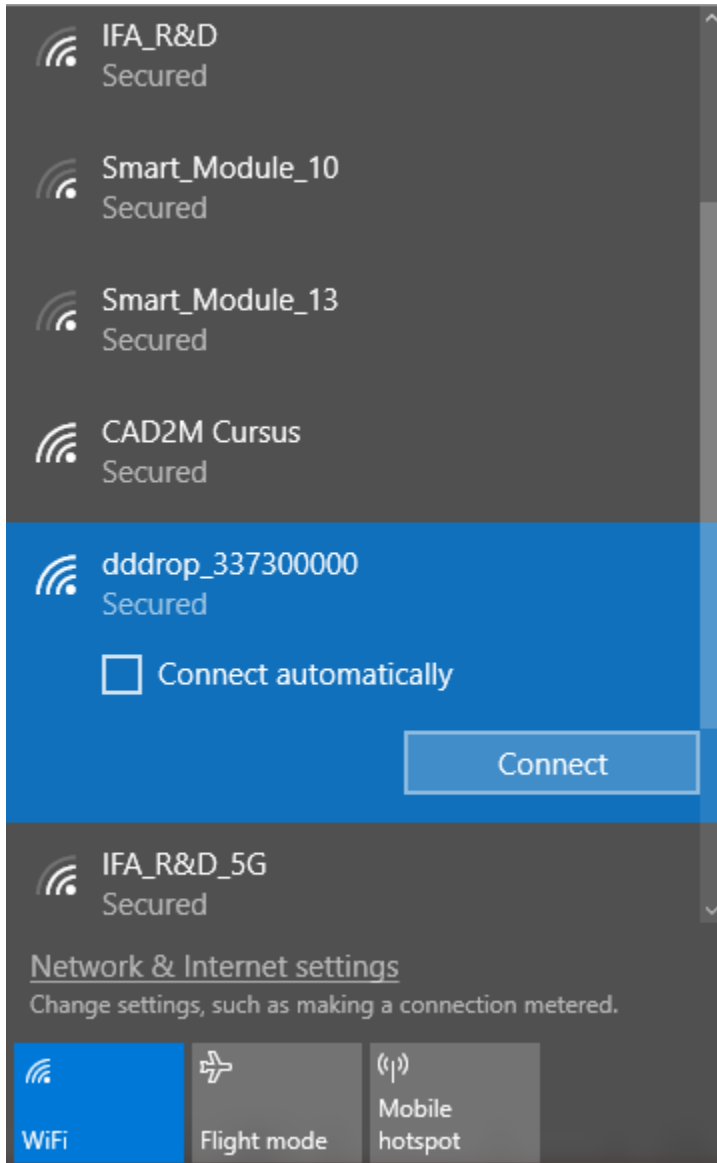 IFA_R&D
Secured
Smart_Module_10
Secured
Smart_Module_13
Secured
CAD2M Cursus
Secured
dddrop_337300000
Secured
Connect automatically
Connect
IFA_R&D_5G
Secured
Network & Internet settings
Change settings, such as making a connection metered.
WiFi
Flight mode
Mobile
hotspot